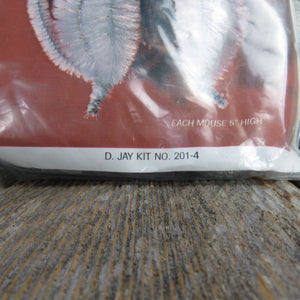 EACH MOUSE 5" HIGH
D. JAY KIT NO. 201-4